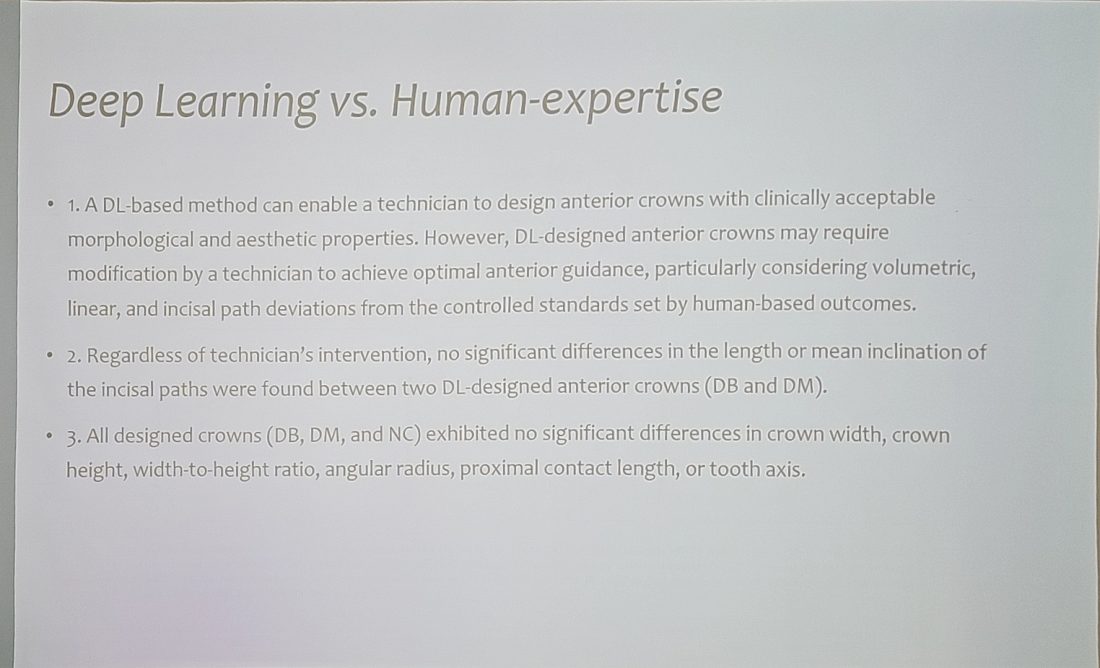 Deep Learning vs. Human-expertise
• 1. A DL-based method can enable a technician to design anterior crowns with clinically acceptable
morphological and aesthetic properties. However, DL-designed anterior crowns may require
modification by a technician to achieve optimal anterior guidance, particularly considering volumetric,
linear, and incisal path deviations from the controlled standards set by human-based outcomes.
• 2. Regardless of technician's intervention, no significant differences in the length or mean inclination of
the incisal paths were found between two DL-designed anterior crowns (DB and DM).
• 3. All designed crowns (DB, DM, and NC) exhibited no significant differences in crown width, crown
height, width-to-height ratio, angular radius, proximal contact length, or tooth axis.